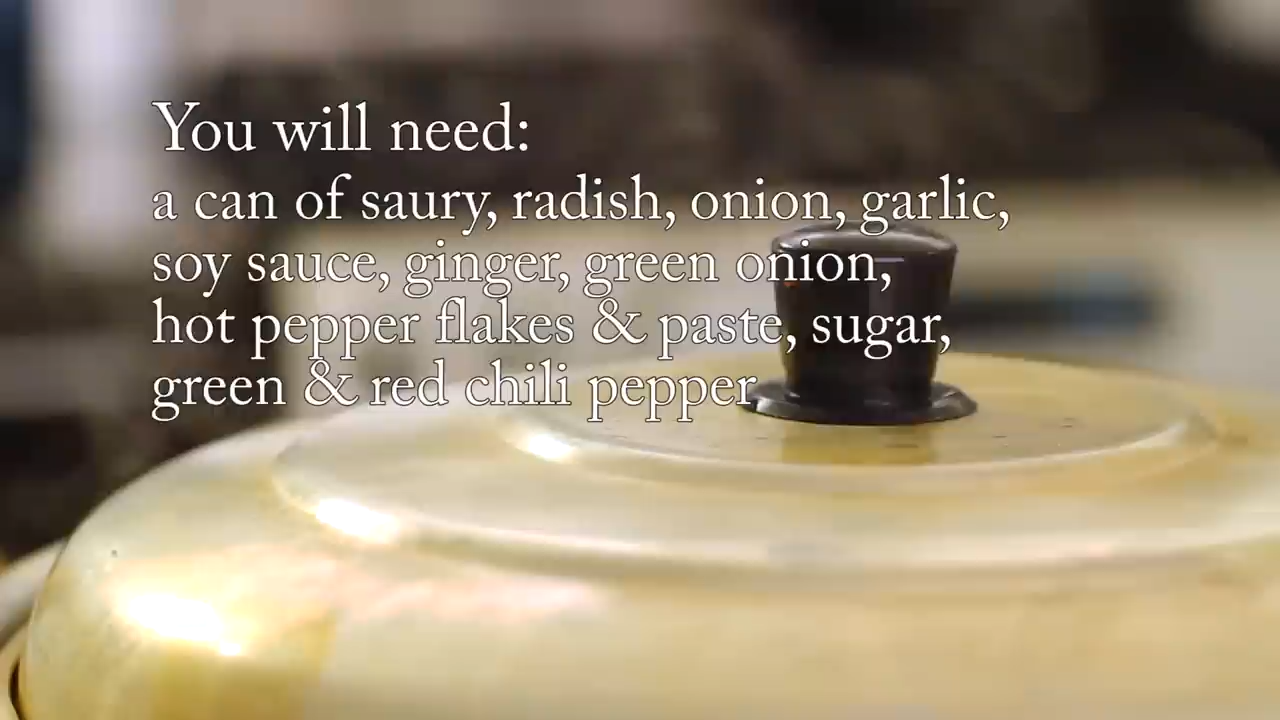 You will need:
a can of saury, radish, onion, garlic,
soy sauce, ginger, green onion,
hot pepper flakes & paste, sugar,
green & red chili pepper